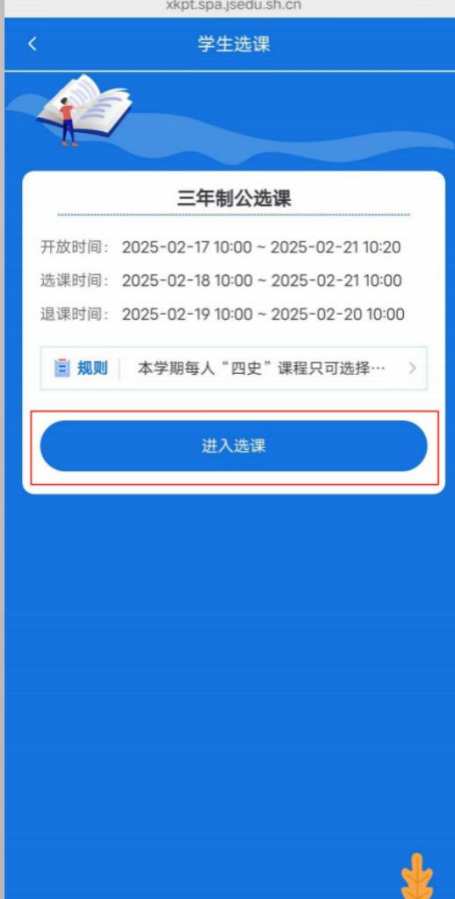 xkpt.spa.jsedu.sh.cn
学生选课
三年制公选课
开放时间: 2025-02-17 10:00 ~ 2025-02-21 10:20
选课时间: 2025-02-18 10:00 ~ 2025-02-21 10:00
退课时间: 2025-02-19 10:00 ~ 2025-02-20 10:00
规则 本学期每人“四史”课程只可选择…
进入选课